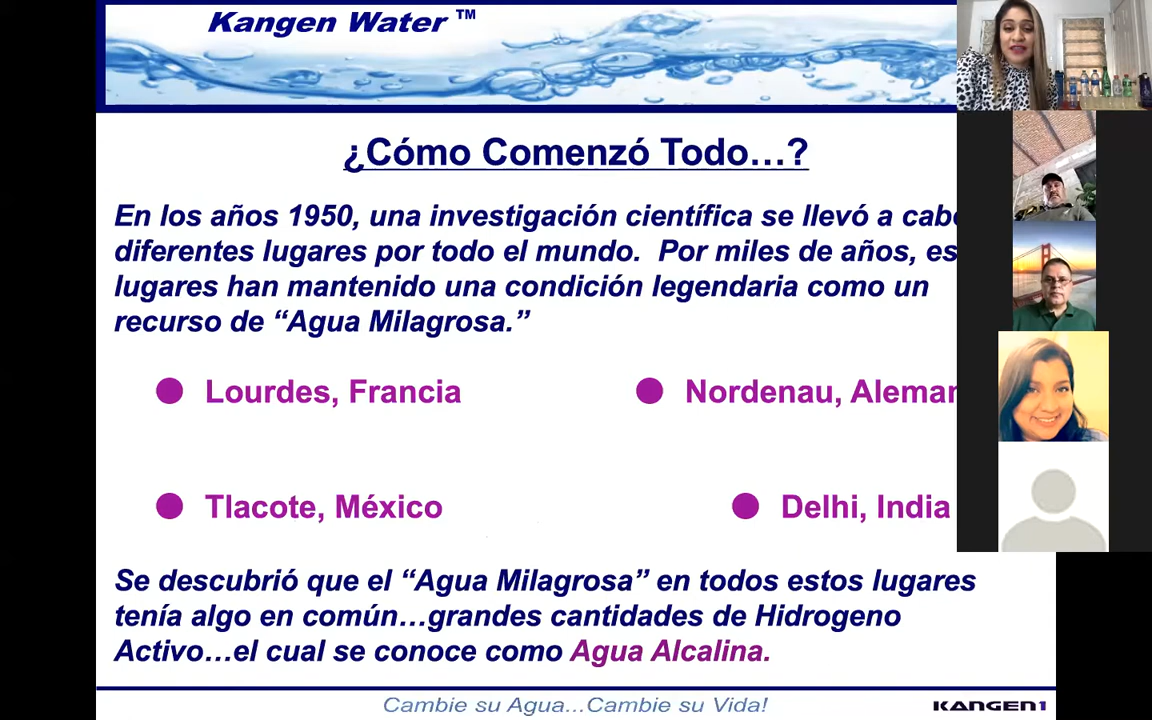 Kangen Water ™
¿Cómo Comenzó Todo...?
En los años 1950, una investigación científica se llevó a
diferentes lugares por todo el mundo. Por miles de años,
lugares han mantenido una condición legendaria como un
recurso de “Agua Milagrosa.”
Lourdes, Francia
Nordenau,
Tlacote, México
Delhi, India
Se descubrió que el “Agua Milagrosa” en todos estos lugares
tenía algo en común...grandes cantidades de Hidrogeno
Activo...el cual se conoce como Agua Alcalina.
Cambie su Agua...Cambie su Vida!
KANGEN1